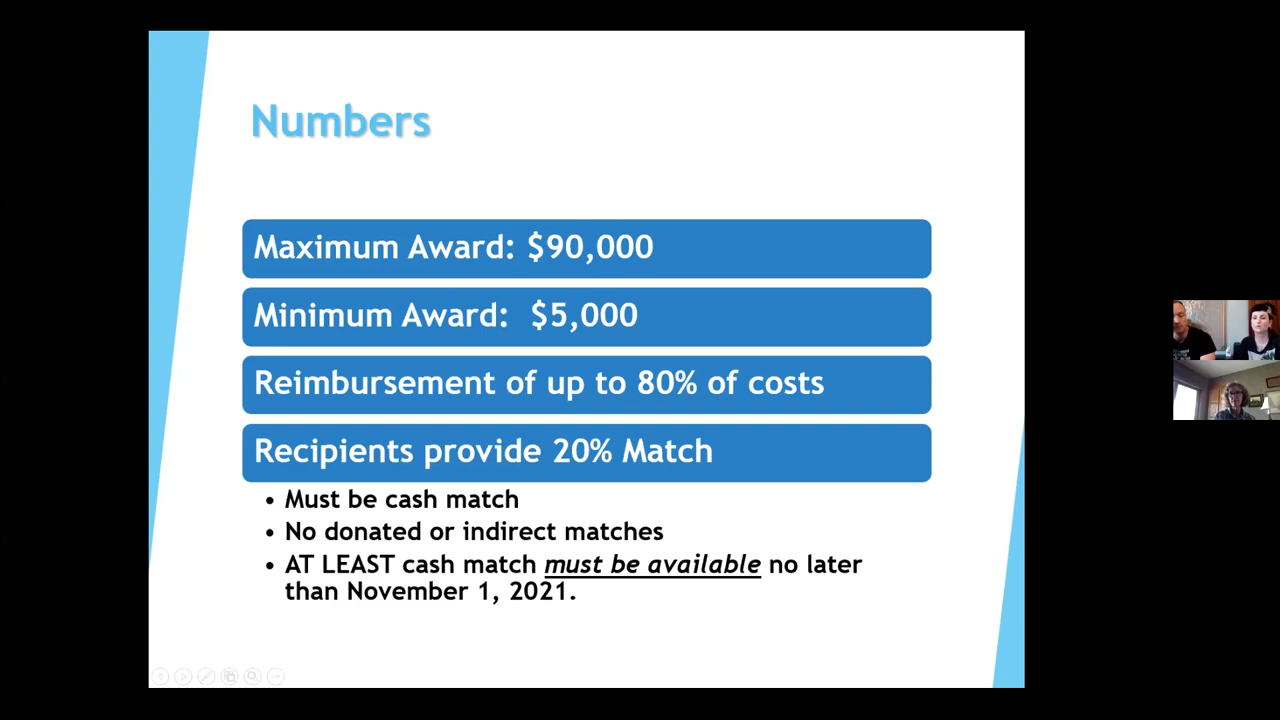 Numbers
Maximum Award: $90,000
Minimum Award:  $5,000
Reimbursement of up to 80% of costs
Recipients provide 20% Match
• Must be cash match
• No donated or indirect matches
• AT LEAST cash match must be available no later
than November 1, 2021.